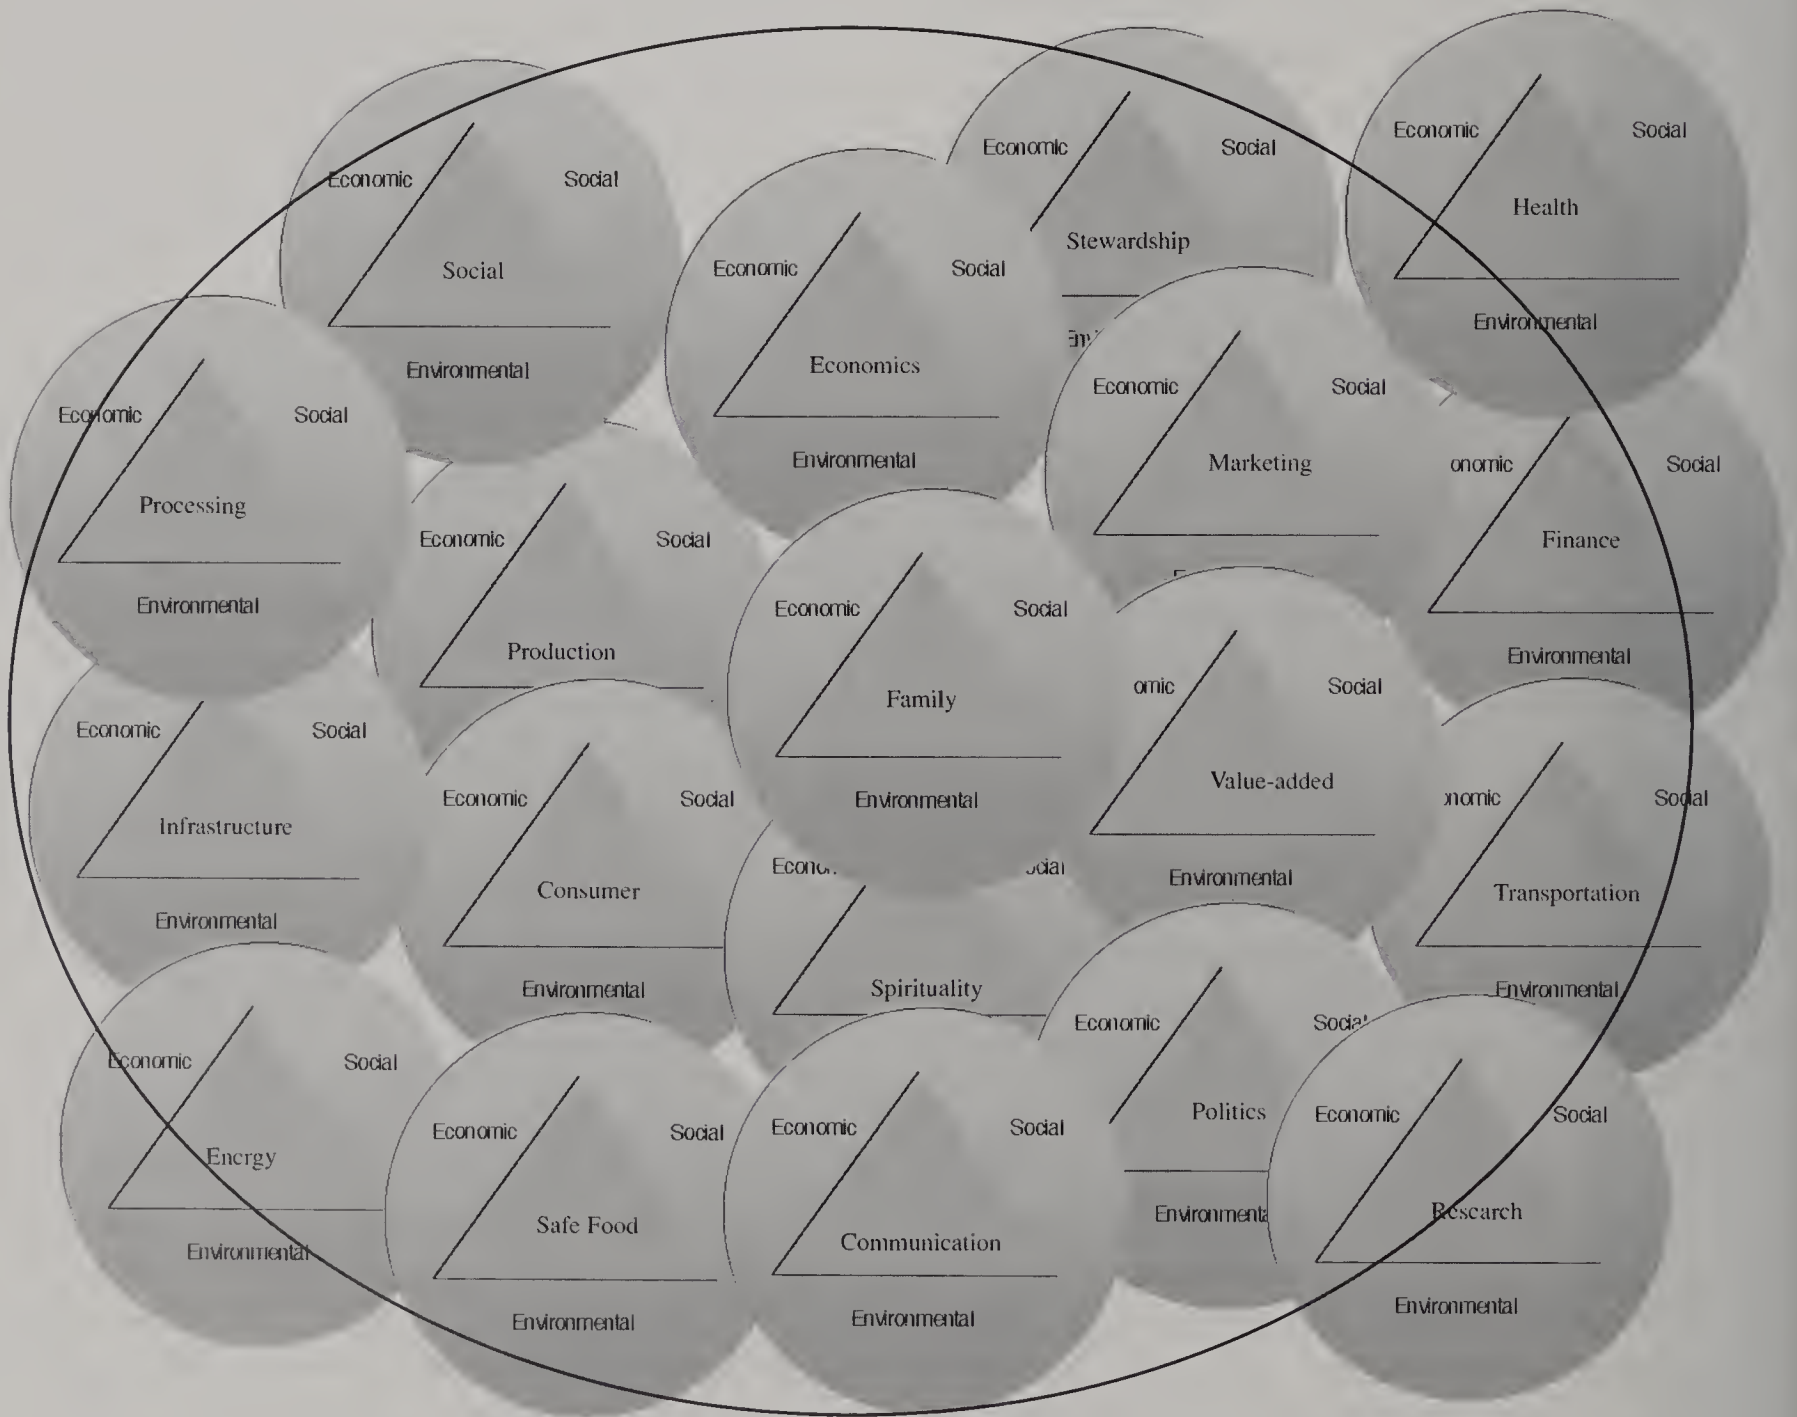 Economic
Social
Social
Environmental
Economic
Social
Stewardship
Economic
Social
Health
Environmental
Economic
Social
Economics
Environmental
Economic
Social
Marketing
Economic
Social
Processing
Environmental
onomic
Social
Finance
Environmental
Economic
Social
Production
Economic
Social
Family
Environmental
omic
Social
Value-added
Environmental
Economic
Social
Infrastructure
Environmental
Economic
Social
Consumer
Environmental
nomic
Social
Transportation
Environmental
Spirituality
Economic
Social
Politics
Environmenta
Economic
Social
Energy
Environmental
Economic
Social
Safe Food
Environmental
Economic
Social
Communication
Environmental
Economic
Social
Research
Environmental